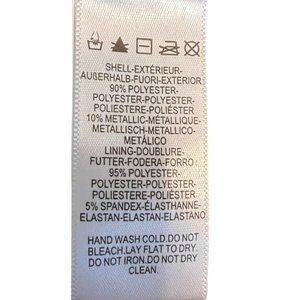 SHELL-EXTÉRIEUR-
AUßERHALB-FUORI-EXTERIOR
90% POLYESTER-
POLYESTER-POLYESTER-
POLIESTERE-POLIÉSTER
10% METALLIC-MÉTALLIQUE-
METALLISCH-METALLICO-
METÁLICO
LINING-DOUBLURE-
FUTTER-FODERA-FORRO
95% POLYESTER-
POLYESTER-POLYESTER-
POLIESTERE-POLIÉSTER
5% SPANDEX-ÉLASTHANNE-
ELASTAN-ELASTAN-ELASTANO
HAND WASH COLD.DO NOT
BLEACH.LAY FLAT TO DRY.
DO NOT IRON.DO NOT DRY
CLEAN.